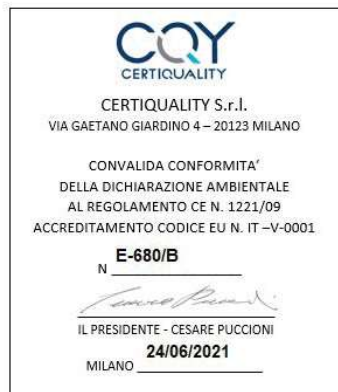 CQY
CERTIQUALITY
CERTIQUALITY S.r.l.
VIA GAETANO GIARDINO 4 – 20123 MILANO
CONVALIDA CONFORMITA’
DELLA DICHIARAZIONE AMBIENTALE
AL REGOLAMENTO CE N. 1221/09
ACCREDITAMENTO CODICE EU N. IT –V-0001
N E-680/B
IL PRESIDENTE - CESARE PUCCIONI
MILANO 24/06/2021